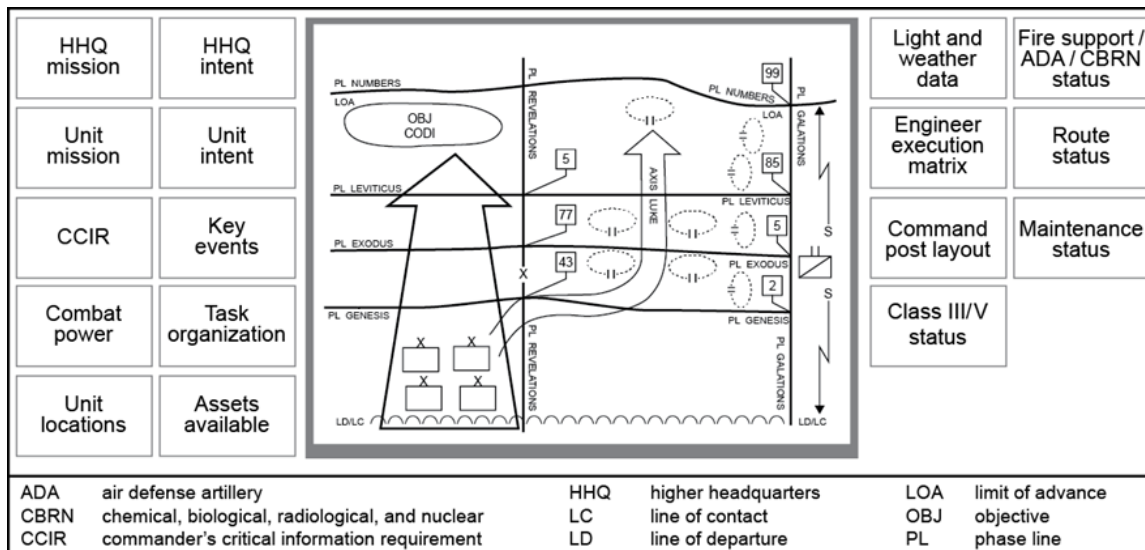 HHQ
mission
HHQ
intent
Unit
mission
Unit
intent
CCIR
Key
events
Combat
power
Task
organization
Unit
locations
Assets
available
PL NUMBERS
LOA
OBJ
CODI
PL REVELATIONS
99
PL NUMBERS
LOA
PL GALATIONS
5
85
PL LEVITICUS
AXIS LUKE
PL LEVITICUS
77
5
S
PL EXODUS
PL EXODUS
43
X
2
S
PL GENESIS
PL GENESIS
X
X
X
X
PL REVELATIONS
PL GALATIONS
LD/LC
LD/LC
Light and
weather
data
Fire support /
ADA / CBRN
status
Engineer
execution
matrix
Route
status
Command
post layout
Maintenance
status
Class III/V
status
ADA air defense artillery
CBRN chemical, biological, radiological, and nuclear
CCIR commander's critical information requirement
HHQ higher headquarters
LC line of contact
LD line of departure
LOA limit of advance
OBJ objective
PL phase line